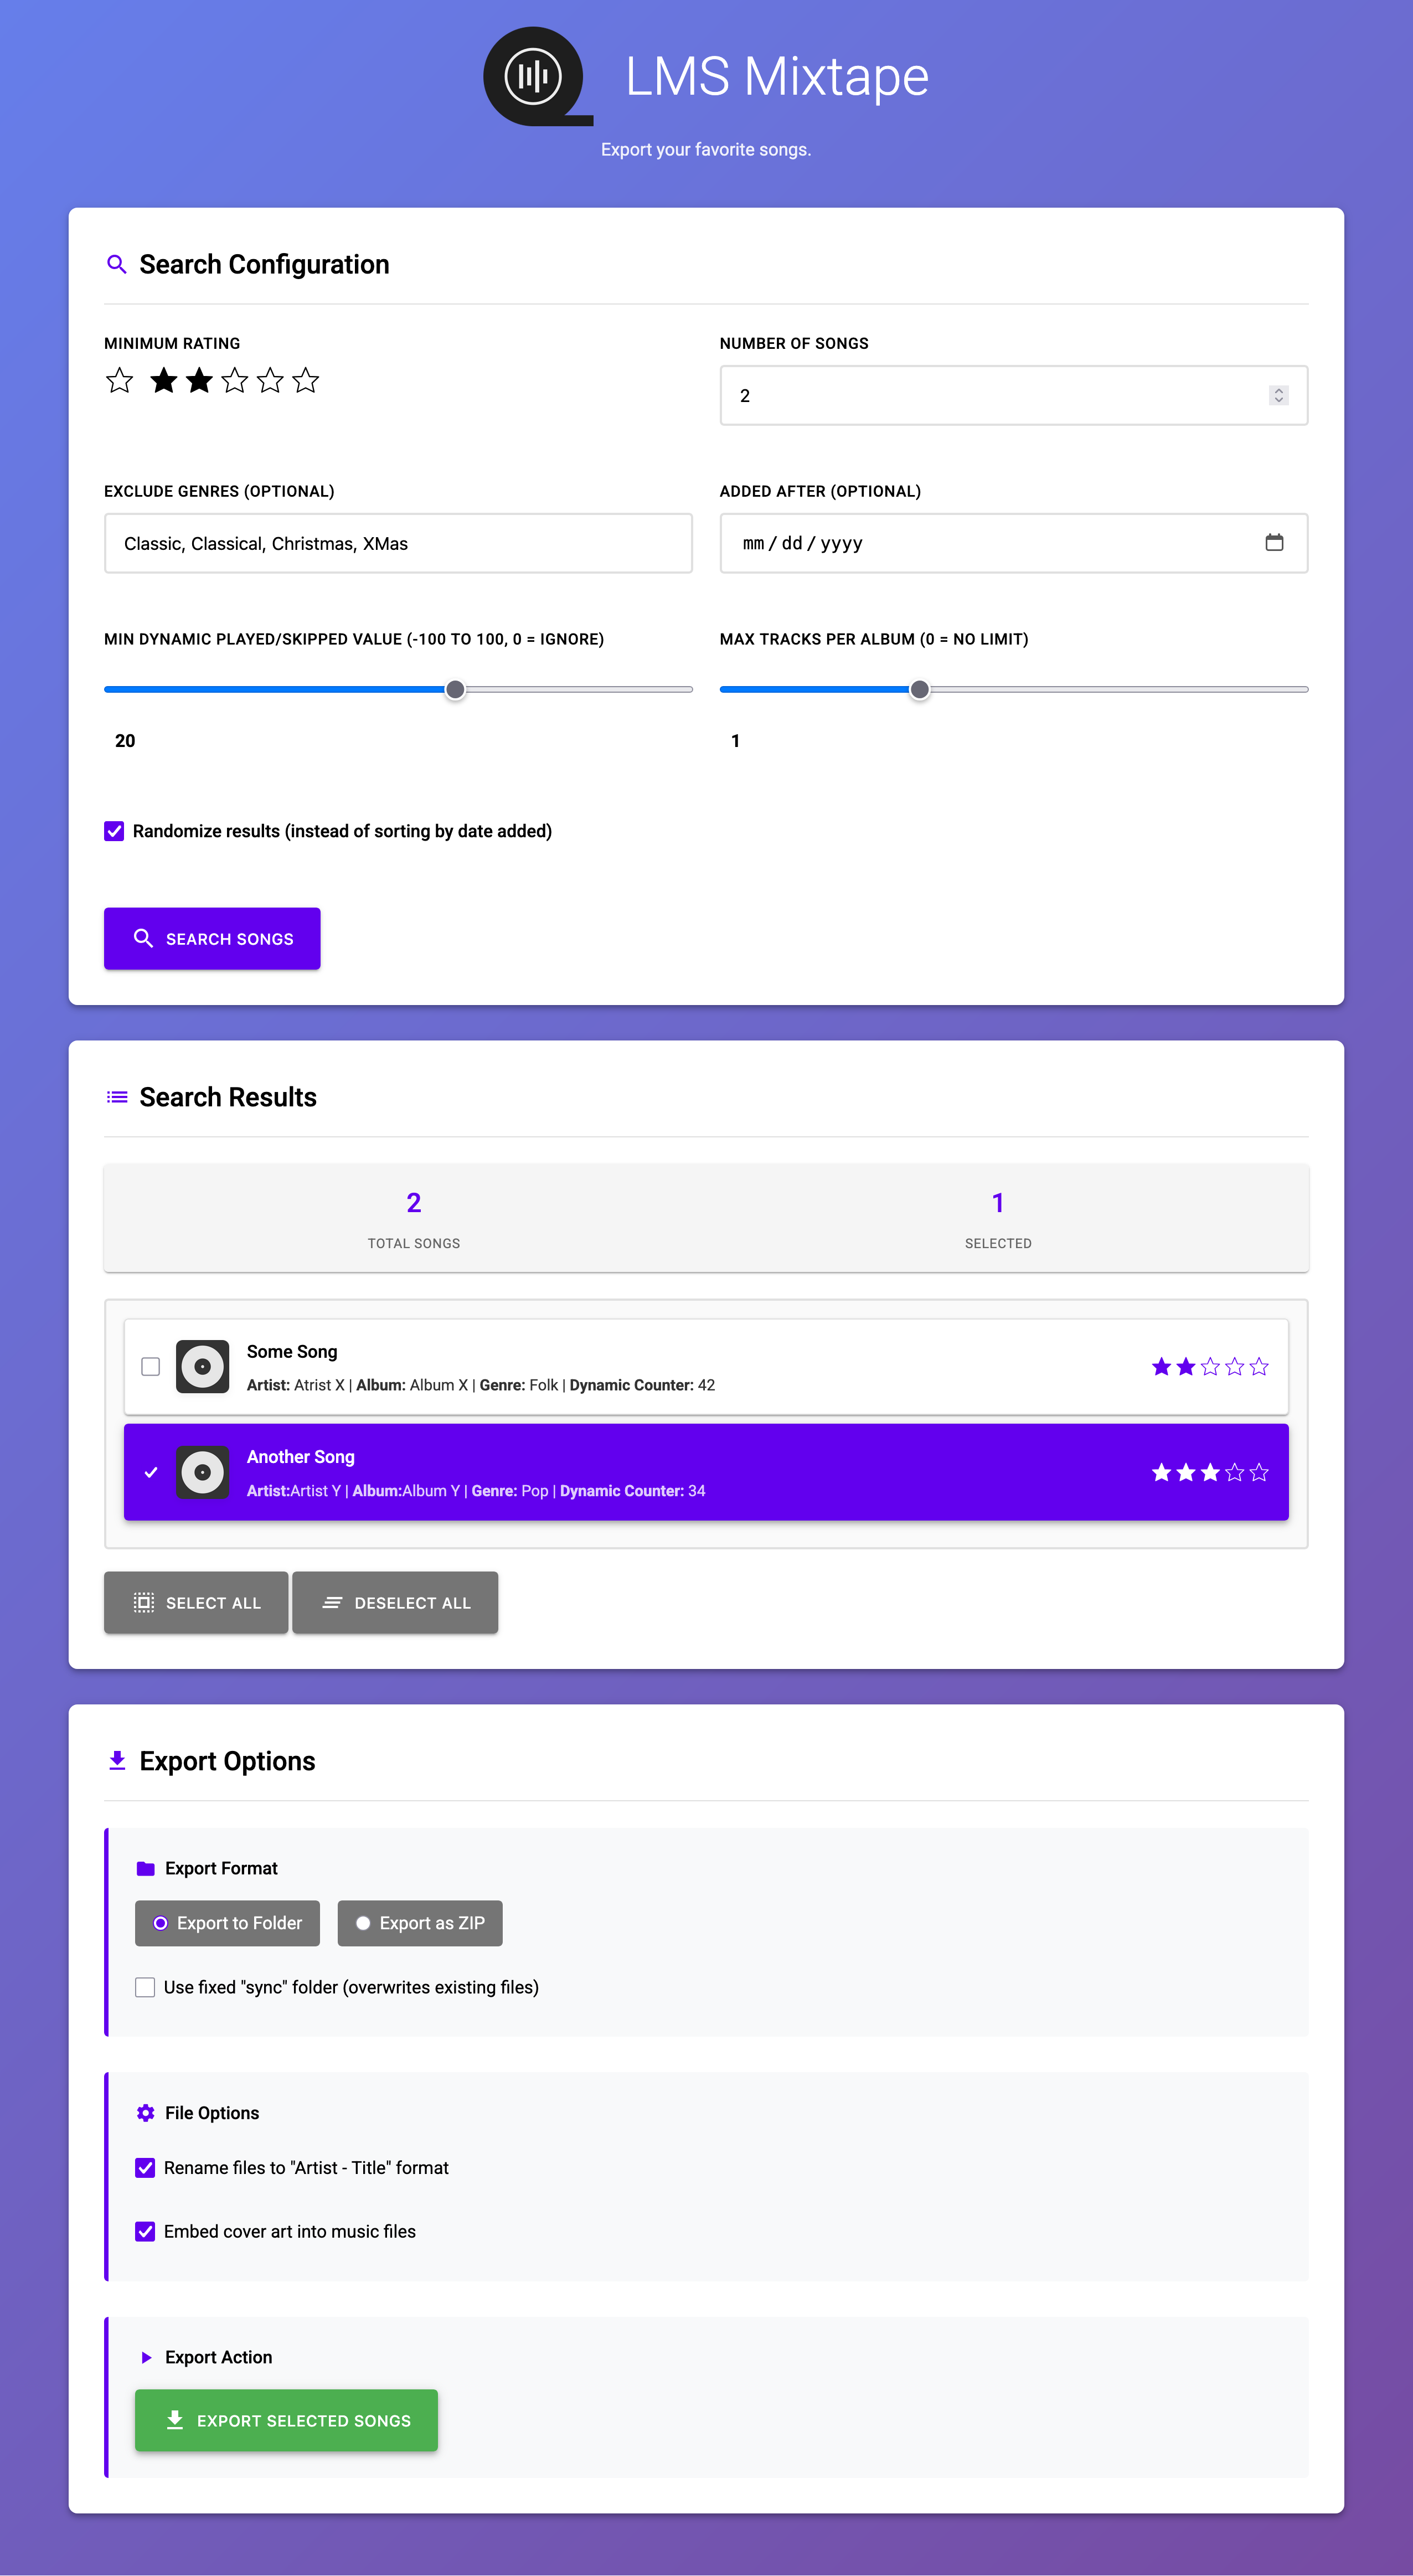 LMS Mixtape
Export your favorite songs.
Search Configuration
MINIMUM RATING
NUMBER OF SONGS
2
EXCLUDE GENRES (OPTIONAL)
ADDED AFTER (OPTIONAL)
Classic, Classical, Christmas, XMas
mm/dd/yyyy
MIN DYNAMIC PLAYED/SKIPPED VALUE (-100 TO 100, 0 = IGNORE)
MAX TRACKS PER ALBUM (0 = NO LIMIT)
20
1
Randomize results (instead of sorting by date added)
SEARCH SONGS
Search Results
2
1
TOTAL SONGS
SELECTED
Some Song
Artist: Atrist X | Album: Album X | Genre: Folk | Dynamic Counter: 42
Another Song
Artist:Artist Y | Album:Album Y | Genre: Pop | Dynamic Counter: 34
SELECT ALL
DESELECT ALL
Export Options
Export Format
Export to Folder
Export as ZIP
Use fixed "sync" folder (overwrites existing files)
File Options
Rename files to "Artist - Title" format
Embed cover art into music files
Export Action
EXPORT SELECTED SONGS